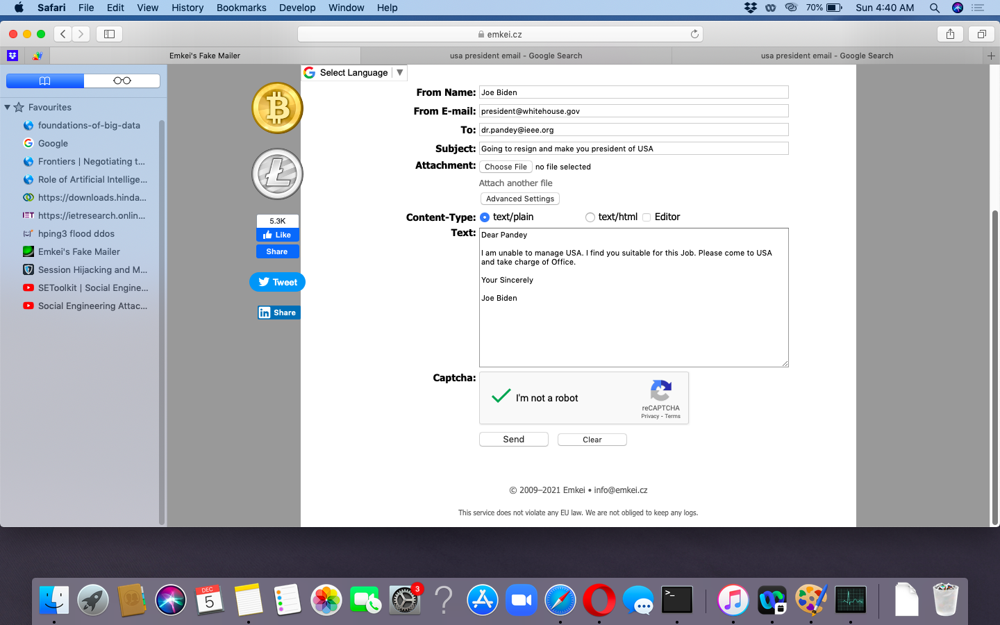 Safari File Edit View History Bookmarks Develop Window Help 70% Sun 4:40 AM
emkei.cz
Emkei's Fake Mailer
usa president email - Google Search
usa president email - Google Search
Favourites
foundations-of-big-data
Google
Frontiers | Negotiating t...
Role of Artificial Intellige...
https://downloads.hinda...
https://ietresearch.onlin...
hping3 flood ddos
Emkei's Fake Mailer
Session Hijacking and M...
SEToolkit | Social Engine...
Social Engineering Attac...
5.3K
Like
Share
Tweet
in Share
Select Language
From Name: Joe Biden
From E-mail: president@whitehouse.gov
To: dr.pandey@ieee.org
Subject: Going to resign and make you president of USA
Attachment: Choose File no file selected
Attach another file
Advanced Settings
Content-Type: text/plain text/html Editor
Text: Dear Pandey
I am unable to manage USA. I find you suitable for this Job. Please come to USA
and take charge of Office.
Your Sincerely
Joe Biden
Captcha: I'm not a robot
reCAPTCHA
Privacy - Terms
Send Clear
© 2009–2021 Emkei • info@emkei.cz
This service does not violate any EU law. We are not obliged to keep any logs.
DEC
5
3